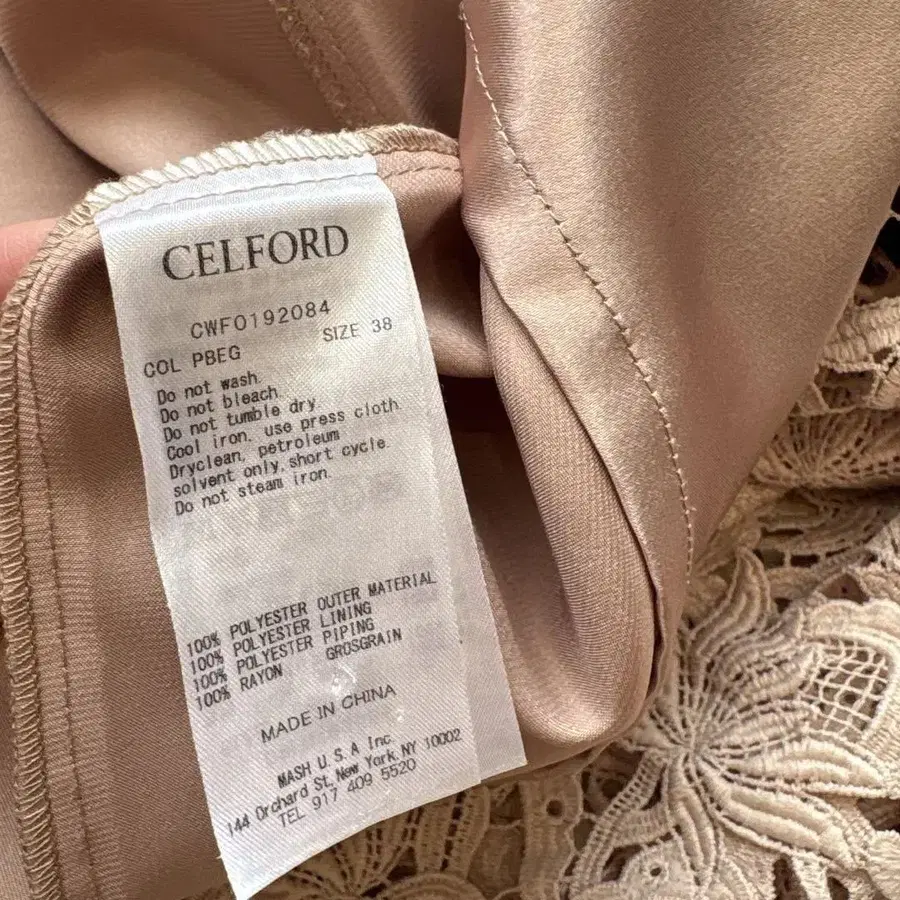 CELFORD
CWFO192084
COL PBEG SIZE 38
Do not wash.
Do not bleach.
Do not tumble dry
Cool iron, use press cloth.
Dryclean, petroleum
solvent only, short cycle.
Do not steam iron.
100% POLYESTER OUTER MATERIAL
100% POLYESTER LINING
100% POLYESTER PIPING
100% RAYON GROSGRAIN
MADE IN CHINA
MASH U.S.A Inc.
144 Orchard St, New York, NY 10002
TEL 917 409 5520